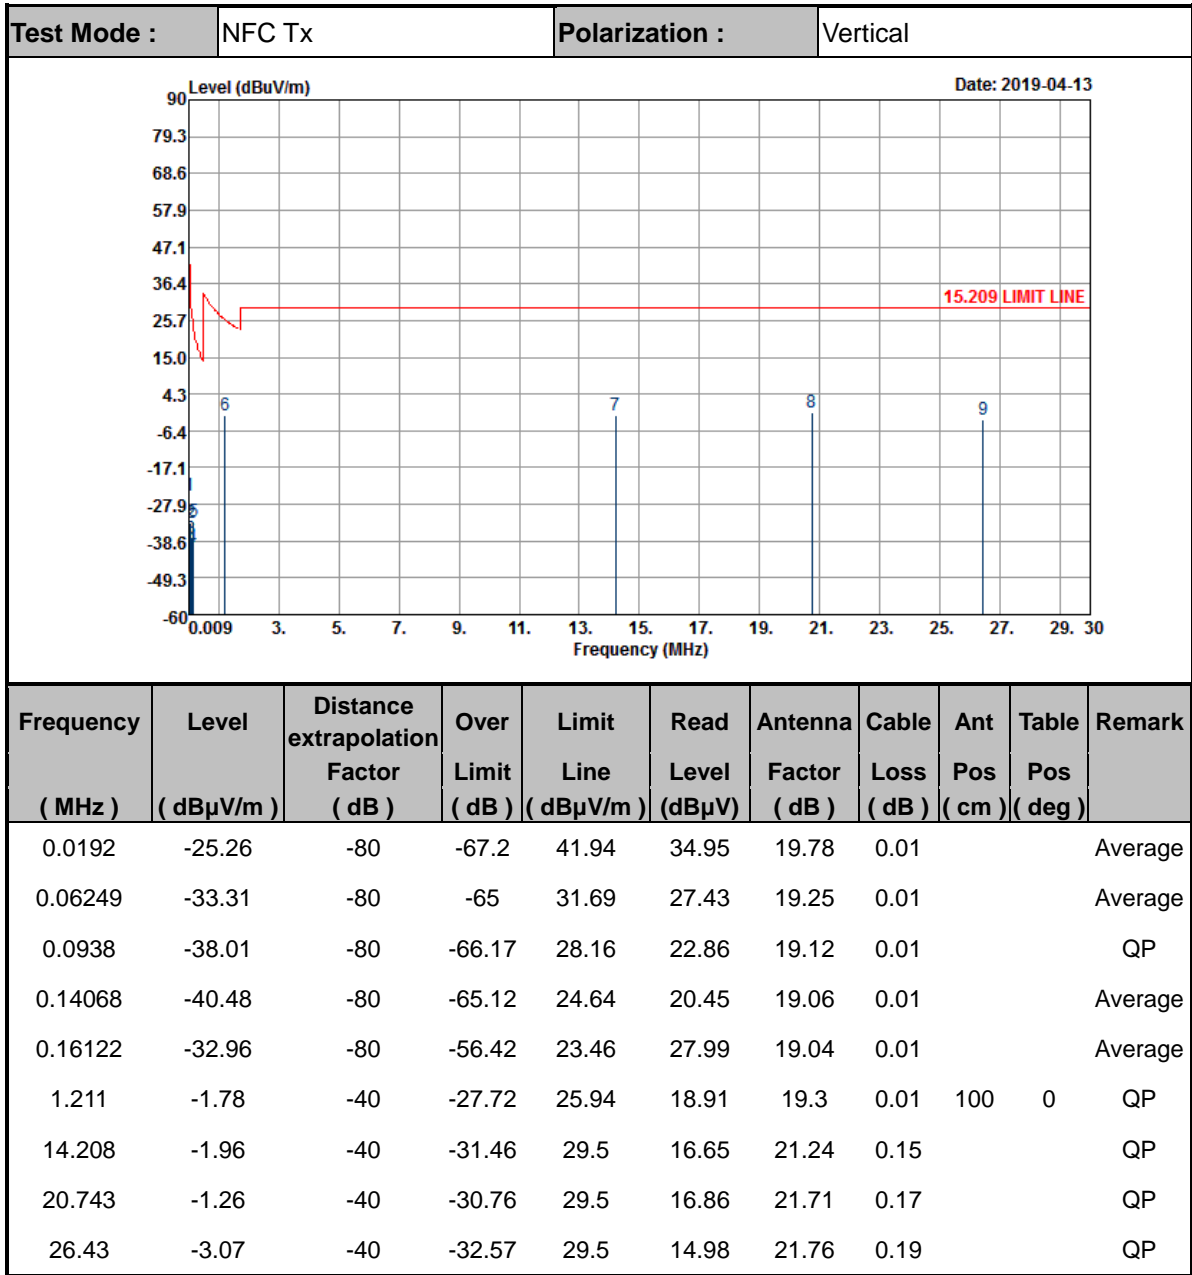 Test Mode : NFC Tx Polarization : Vertical
Level (dBuV/m) Date: 2019-04-13
90
79.3
68.6
57.9
47.1
36.4
15.209 LIMIT LINE
25.7
15.0
4.3
6 7 8 9
-6.4
-17.1
-27.9
5
-38.6
-49.3
-60
0.009 3. 5. 7. 9. 11. 13. 15. 17. 19. 21. 23. 25. 27. 29. 30
Frequency (MHz)
Frequency Level Distance extrapolation Over Limit Read Antenna Cable Ant Table Remark
Factor Limit Line Level Factor Loss Pos Pos
( MHz ) ( dBµV/m ) ( dB ) ( dB ) ( dBµV/m ) (dBµV) ( dB ) ( dB ) ( cm ) ( deg )
0.0192 -25.26 -80 -67.2 41.94 34.95 19.78 0.01 Average
0.06249 -33.31 -80 -65 31.69 27.43 19.25 0.01 Average
0.0938 -38.01 -80 -66.17 28.16 22.86 19.12 0.01 QP
0.14068 -40.48 -80 -65.12 24.64 20.45 19.06 0.01 Average
0.16122 -32.96 -80 -56.42 23.46 27.99 19.04 0.01 Average
1.211 -1.78 -40 -27.72 25.94 18.91 19.3 0.01 100 0 QP
14.208 -1.96 -40 -31.46 29.5 16.65 21.24 0.15 QP
20.743 -1.26 -40 -30.76 29.5 16.86 21.71 0.17 QP
26.43 -3.07 -40 -32.57 29.5 14.98 21.76 0.19 QP